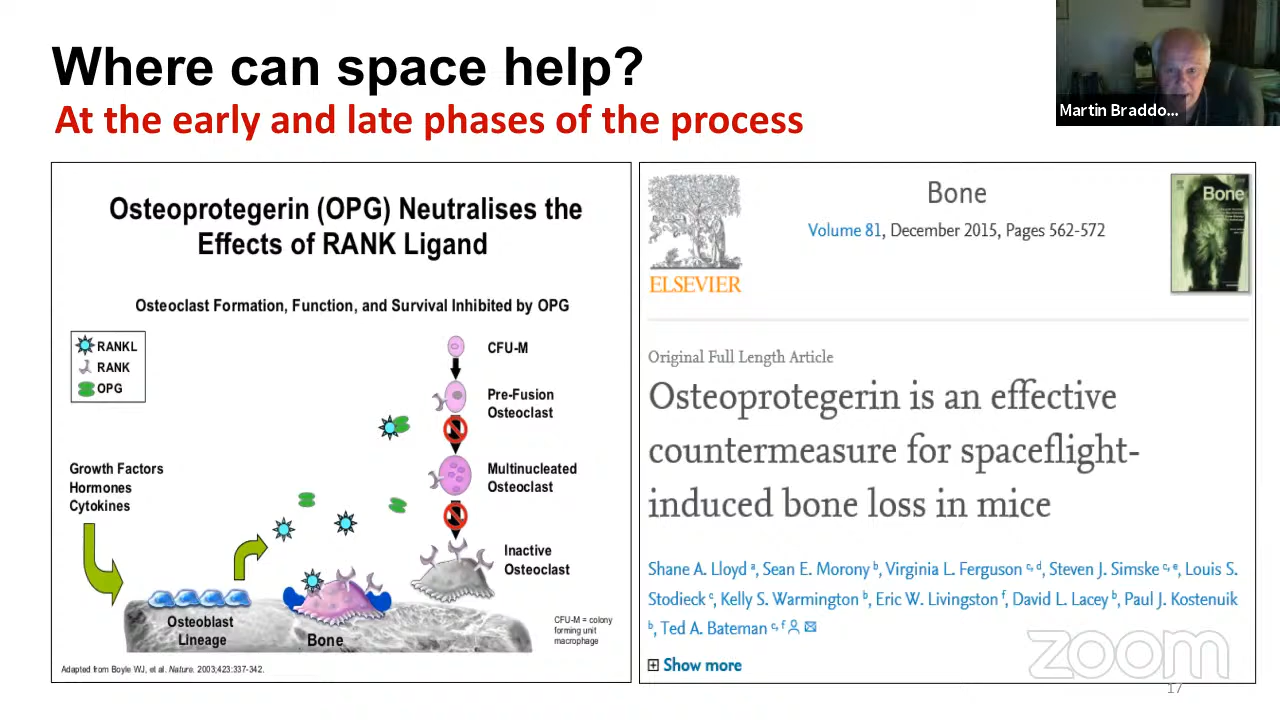 Where can space help?
At the early and late phases of the process
Martin Braddo...
Osteoprotegerin (OPG) Neutralises the
Effects of RANK Ligand
Osteoclast Formation, Function, and Survival Inhibited by OPG
RANKL
RANK
OPG
CFU-M
Pre-Fusion
Osteoclast
Growth Factors
Hormones
Cytokines
Multinucleated
Osteoclast
Inactive
Osteoclast
Osteoblast
Lineage
Bone
CFU-M = colony
forming unit
macrophage
Adapted from Boyle WJ, et al. Nature. 2003;423:337-342.
ELSEVIER
Bone
Volume 81, December 2015, Pages 562-572
Bone
Original Full Length Article
Osteoprotegerin is an effective
countermeasure for spaceflight-
induced bone loss in mice
Shane A. Lloyd a, Sean E. Morony b, Virginia L. Ferguson c, d, Steven J. Simske c, e, Louis S.
Stodieck c, Kelly S. Warmington b, Eric W. Livingston f, David L. Lacey b, Paul J. Kostenuik
b, Ted A. Bateman c, f
Show more
zoom
17